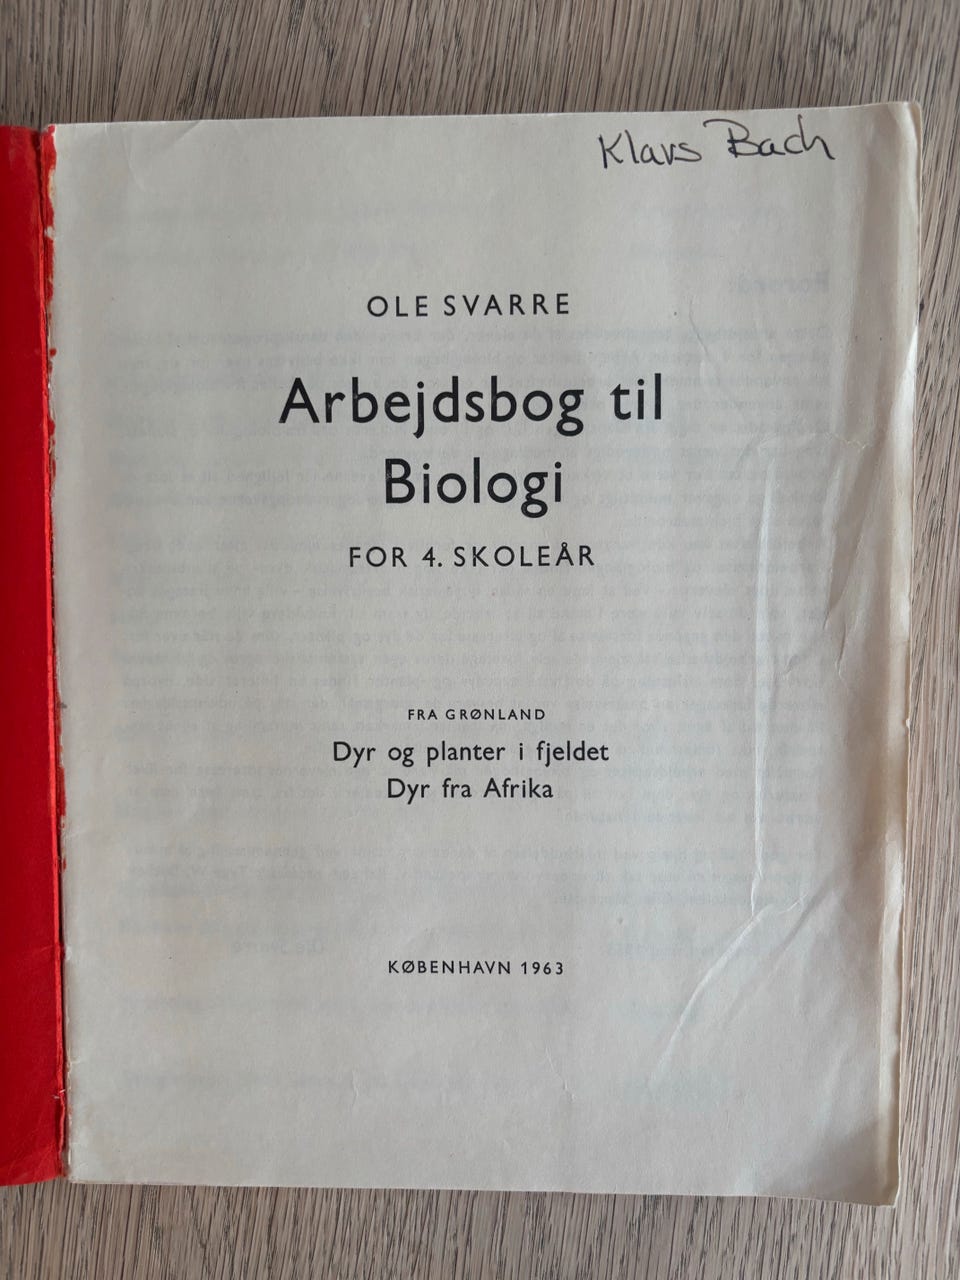 Klavs Bach
OLE SVARRE
Arbejdsbog til
Biologi
FOR 4. SKOLEÅR
FRA GRØNLAND
Dyr og planter i fjeldet
Dyr fra Afrika
KØBENHAVN 1963